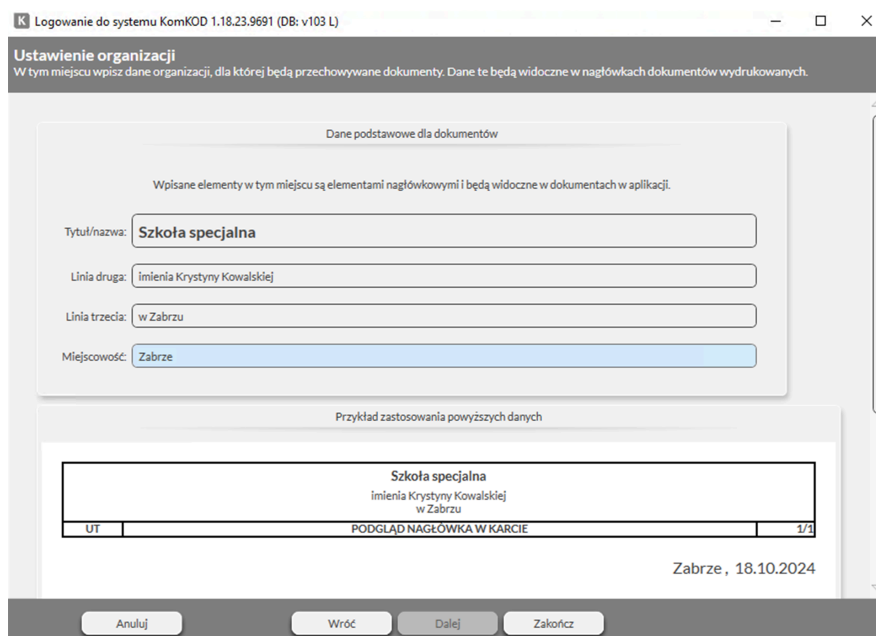 K Logowanie do systemu KomKOD 1.18.23.9691 (DB: v103 L)
Ustawienie organizacji
W tym miejscu wpisz dane organizacji, dla której będą przechowywane dokumenty. Dane te będą widoczne w nagłówkach dokumentów wydrukowanych.
Dane podstawowe dla dokumentów
Wpisane elementy w tym miejscu są elementami nagłówkowymi i będą widoczne w dokumentach w aplikacji.
Tytuł/nazwa: Szkoła specjalna
Linia druga: imienia Krystyny Kowalskiej
Linia trzecia: w Zabrzu
Miejscowość: Zabrze
Przykład zastosowania powyższych danych
Szkoła specjalna
imienia Krystyny Kowalskiej
w Zabrzu
UT PODGLĄD NAGŁÓWKA W KARCIE 1/1
Zabrze , 18.10.2024
Anuluj Wróć Dalej Zakończ